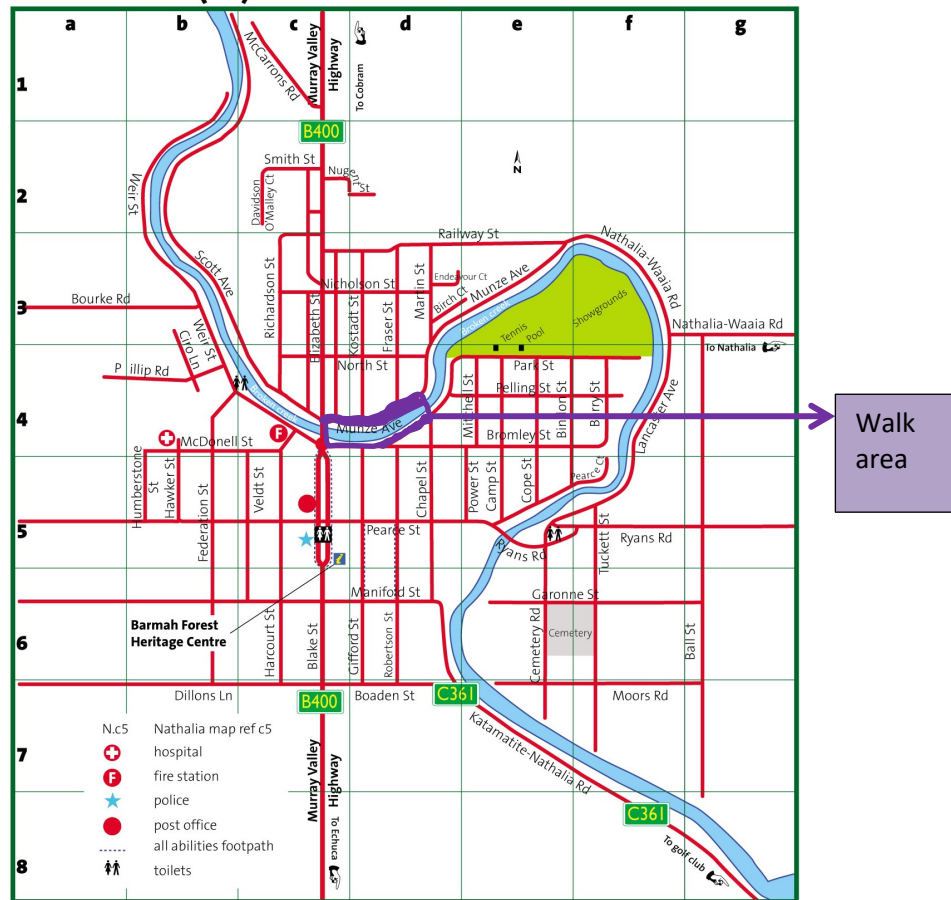 a
b
c
d
e
f
g
1
2
3
4
5
6
7
8
McCarrons Rd
Murray Valley
Highway
To Cobram
B400
N
Smith St
Nugent St
Davidson
O'Malley Ct
Weir St
Scott Ave
Railway St
Nathalia-Waaia Rd
Richardson St
Elizabeth St
Nicholson St
Kostadt St
Fraser St
Martin St
Endeavour Ct
Birch Ct
Munze Ave
Broken creek
Tennis
Pool
Showgrounds
Bourke Rd
Nathalia-Waaia Rd
To Nathalia
Weir St
Ciro Ln
P illip Rd
North St
Park St
Pelling St
Mitchell St
Binnion St
Berry St
Lancaster Ave
Broken creek
Munze Ave
Bromley St
McDonell St
F
Humberstone
St
Hawker St
Federation St
Veldt St
Chapel St
Power St
Camp St
Cope St
Pearce Ct
Pearce St
Ryans Rd
Ryans Rd
Tuckett St
i
Manifold St
Garonne St
Barmah Forest
Heritage Centre
Harcourt St
Blake St
Gifford St
Robertson St
Cemetery Rd
Cemetery
Ball St
Dillons Ln
Boaden St
Moors Rd
B400
C361
Katamatite-Nathalia Rd
C361
To golf club
Murray Valley
Highway
To Echuca
N.c5 Nathalia map ref c5
hospital
F fire station
police
post office
all abilities footpath
toilets
Walk
area